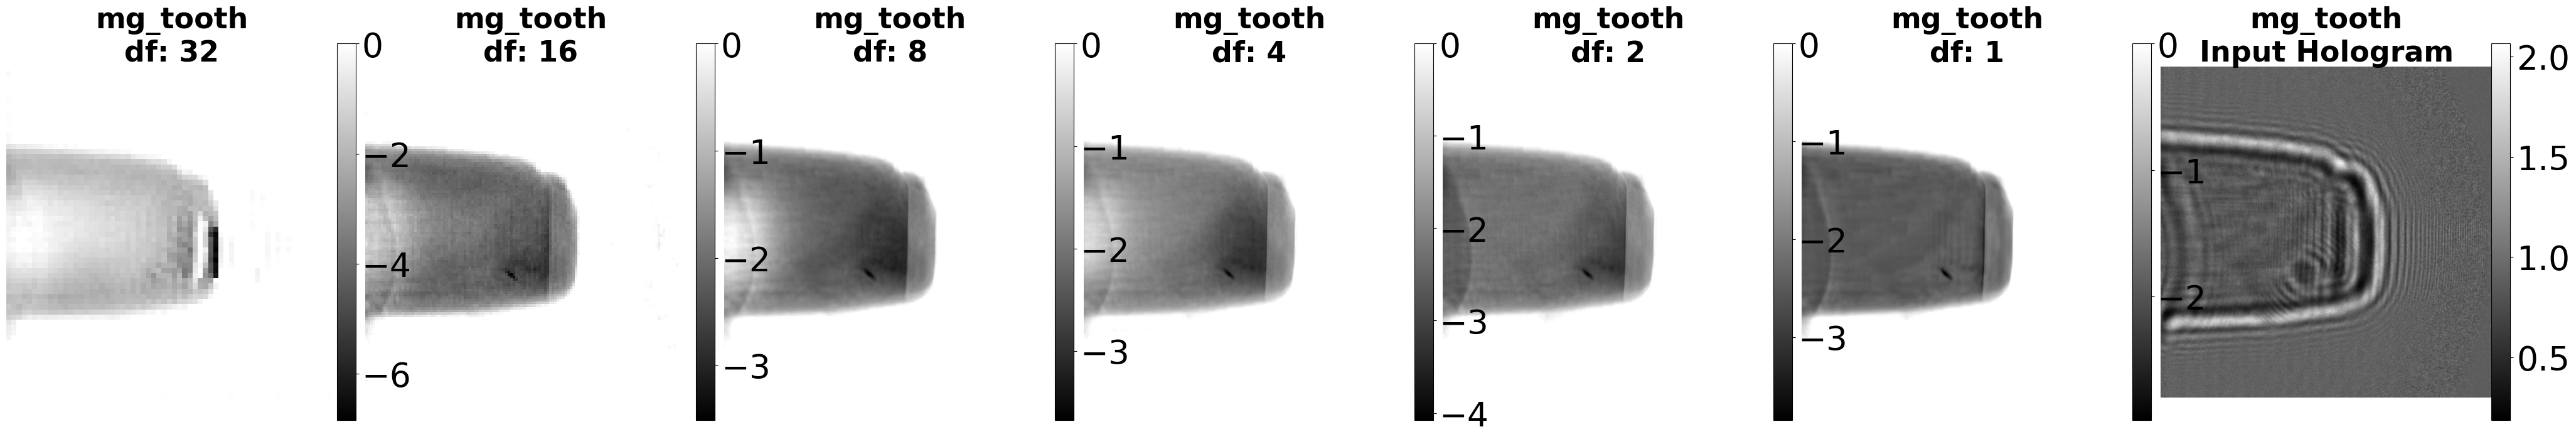 mg_tooth
df: 32
0
−2
−4
−6
mg_tooth
df: 16
0
−1
−2
−3
mg_tooth
df: 8
0
−1
−2
−3
mg_tooth
df: 4
0
−1
−2
−3
−4
mg_tooth
df: 2
0
−1
−2
−3
mg_tooth
df: 1
0
−1
−2
mg_tooth
Input Hologram
2.0
1.5
1.0
0.5